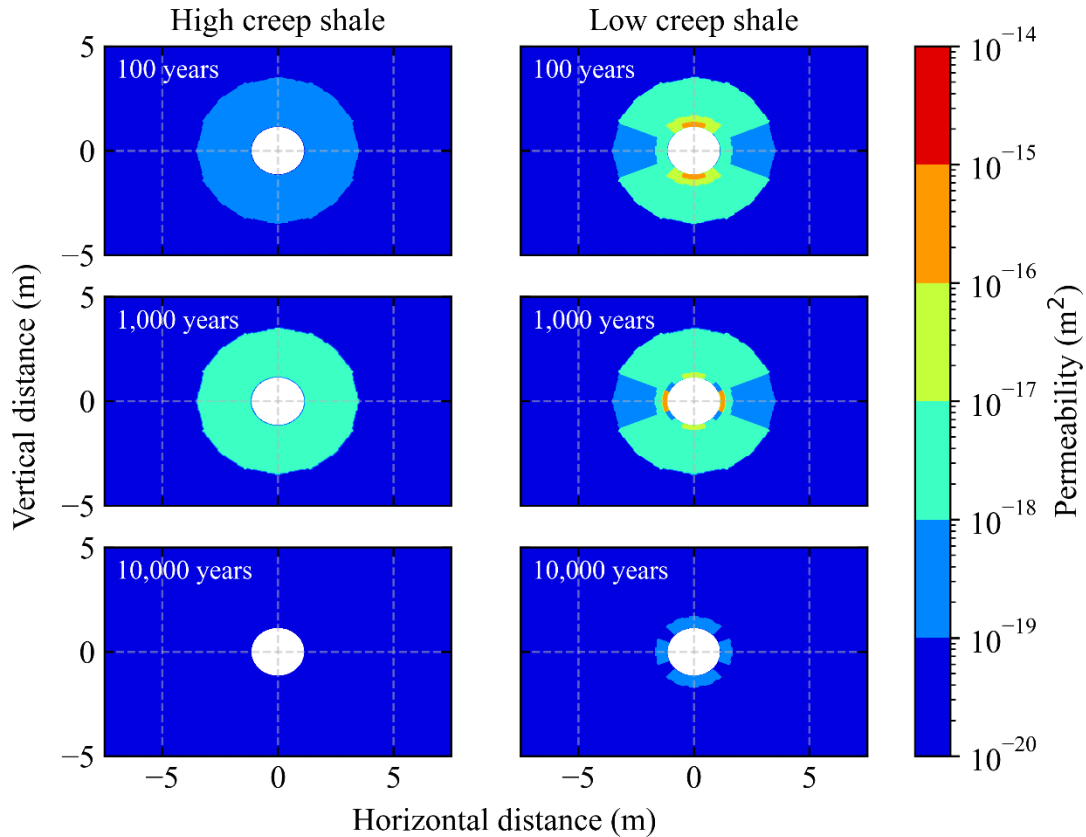 High creep shale
Low creep shale
5
0
−5
100 years
100 years
5
0
−5
1,000 years
1,000 years
5
0
−5
10,000 years
10,000 years
−5 0 5
−5 0 5
Vertical distance (m)
Horizontal distance (m)
10⁻¹⁴
10⁻¹⁵
10⁻¹⁶
10⁻¹⁷
10⁻¹⁸
10⁻¹⁹
10⁻²⁰
Permeability (m²)